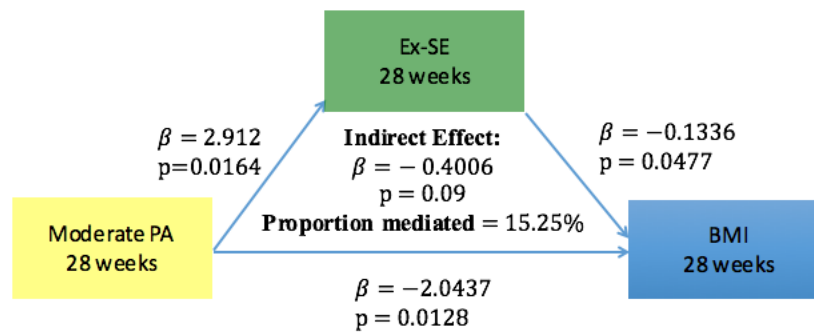 Ex-SE
28 weeks
β = 2.912
p=0.0164
Indirect Effect:
β = − 0.4006
p = 0.09
Proportion mediated = 15.25%
β = −0.1336
p = 0.0477
Moderate PA
28 weeks
BMI
28 weeks
β = −2.0437
p = 0.0128